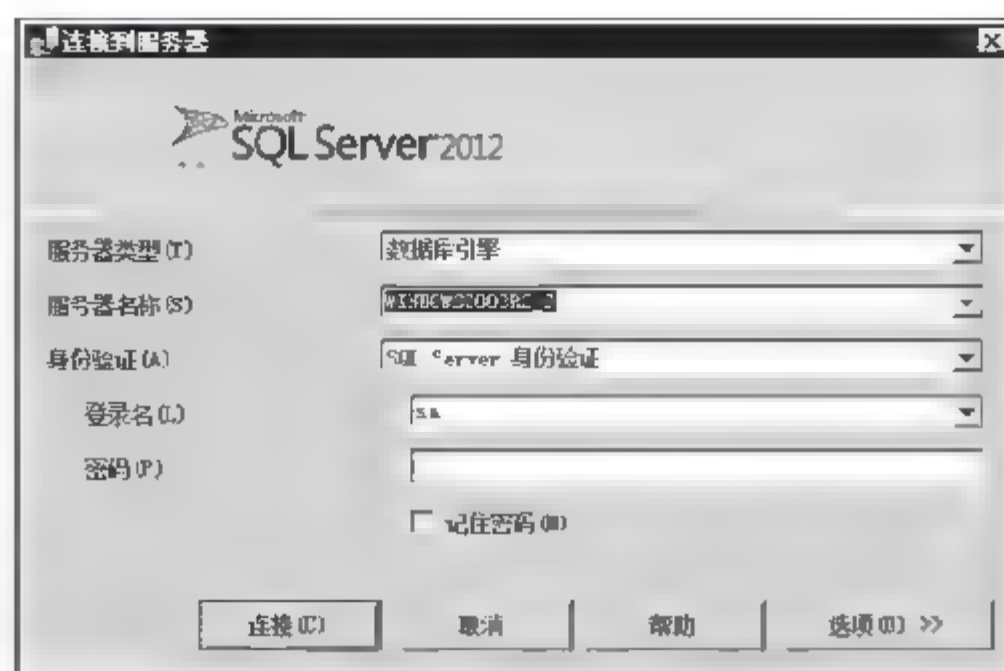 连接到服务器
Microsoft
SQL Server 2012
服务器类型(T)
数据库引擎
服务器名称(S)
身份验证(A)
SQL Server 身份验证
登录名(L)
sa
密码(P)
记住密码(M)
连接(C)
取消
帮助
选项(O) >>